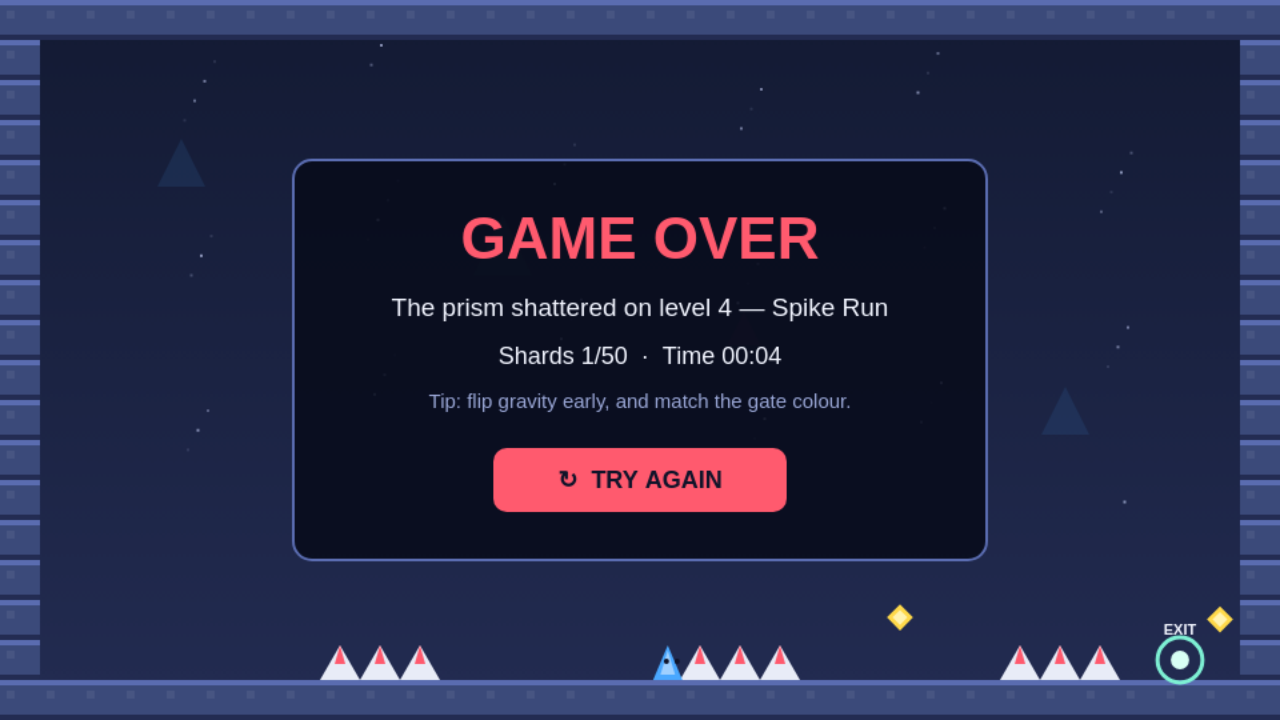 GAME OVER
The prism shattered on level 4 — Spike Run
Shards 1/50 · Time 00:04
Tip: flip gravity early, and match the gate colour.
↻ TRY AGAIN
EXIT